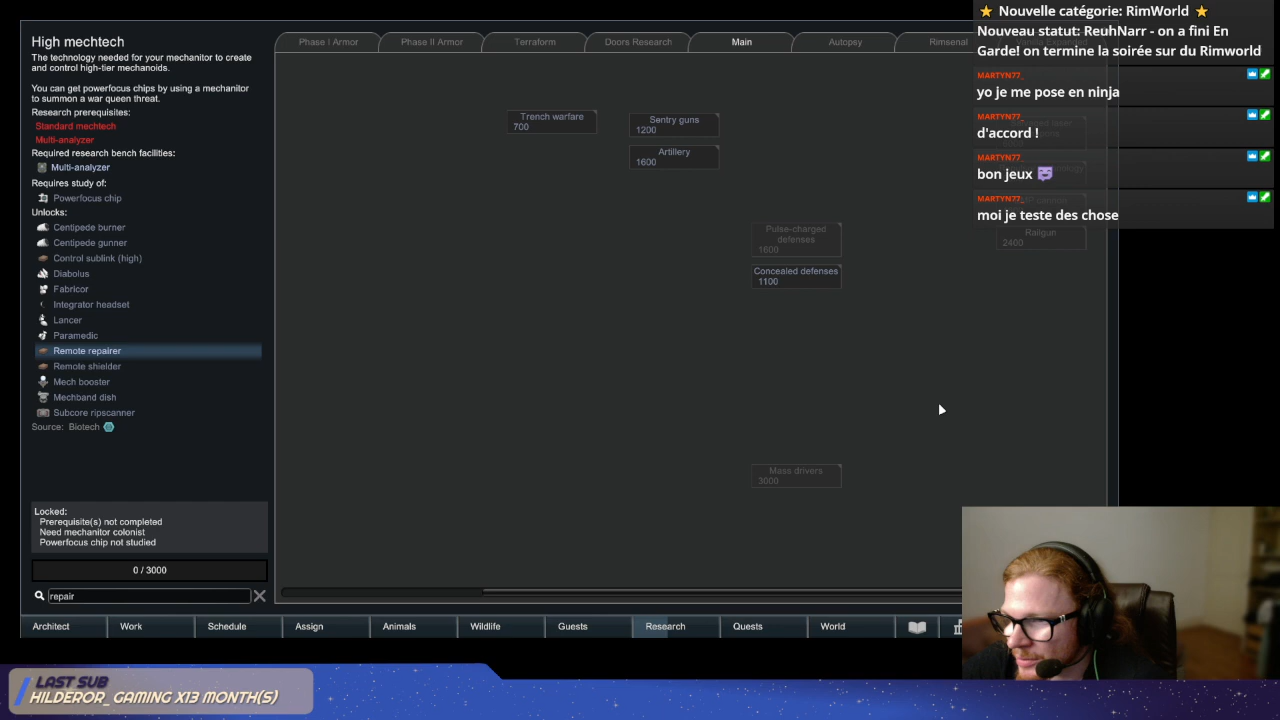 High mechtech
The technology needed for your mechanitor to create
and control high-tier mechanoids.
You can get powerfocus chips by using a mechanitor
to summon a war queen threat.
Research prerequisites:
Standard mechtech
Multi-analyzer
Required research bench facilities:
Multi-analyzer
Requires study of:
Powerfocus chip
Unlocks:
Centipede burner
Centipede gunner
Control sublink (high)
Diabolus
Fabricor
Integrator headset
Lancer
Paramedic
Remote repairer
Remote shielder
Mech booster
Mechband dish
Subcore ripscanner
Source: Biotech
Locked:
Prerequisite(s) not completed
Need mechanitor colonist
Powerfocus chip not studied
0 / 3000
repair
Phase I Armor
Phase II Armor
Terraform
Doors Research
Main
Autopsy
Rimsenal
Trench warfare
700
Sentry guns
1200
Artillery
1600
Pulse-charged
defenses
1600
Concealed defenses
1100
Mass drivers
3000
Railgun
2400
Nouvelle catégorie: RimWorld
Nouveau statut: ReuhNarr - on a fini En
Garde! on termine la soirée sur du Rimworld
MARTYN77_
yo je me pose en ninja
MARTYN77_
d'accord !
MARTYN77_
bon jeux
MARTYN77_
moi je teste des chose
Architect
Work
Schedule
Assign
Animals
Wildlife
Guests
Research
Quests
World
LAST SUB
HILDEROR_GAMING X13 MONTH(S)